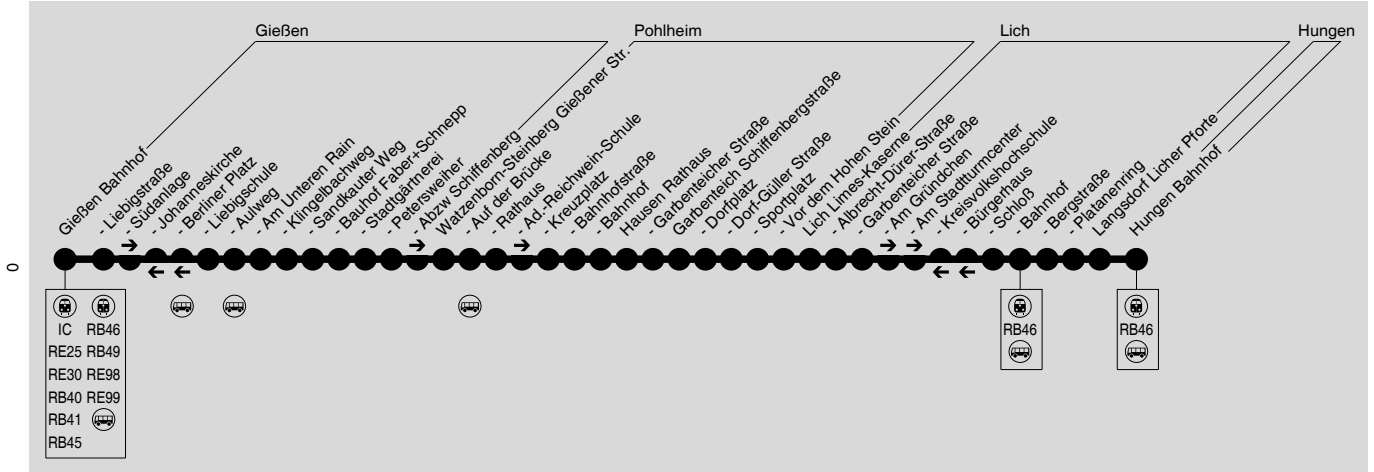 Gießen
Pohlheim
Lich
Hungen
Gießen Bahnhof
- Liebigstraße
- Südanlage
- Johanneskirche
- Berliner Platz
- Liebigschule
- Aulweg
- Am Unteren Rain
- Klingelbachweg
- Sandkauter Weg
- Bauhof Faber+Schnepp
- Stadtgärtnerei
- Petersweiher
- Abzw Schiffenberg
Watzenborn-Steinberg Gießener Str.
- Auf der Brücke
- Rathaus
- Ad.-Reichwein-Schule
- Kreuzplatz
- Bahnhofstraße
- Bahnhof
Hausen Rathaus
- Garbenteicher Straße
Garbenteich Schiffenbergstraße
- Dorfplatz
- Dorf-Güller Straße
- Sportplatz
- Vor dem Hohen Stein
Lich Limes-Kaserne
- Albrecht-Dürer-Straße
- Garbenteicher Straße
- Am Gründchen
- Am Stadtturmcenter
- Kreisvolkshochschule
- Bürgerhaus
- Schloß
- Bahnhof
- Bergstraße
- Platanenring
Langsdorf Licher Pforte
Hungen Bahnhof
0
IC RB46
RE25 RB49
RE30 RE98
RB40 RE99
RB41
RB45
RB46
RB46